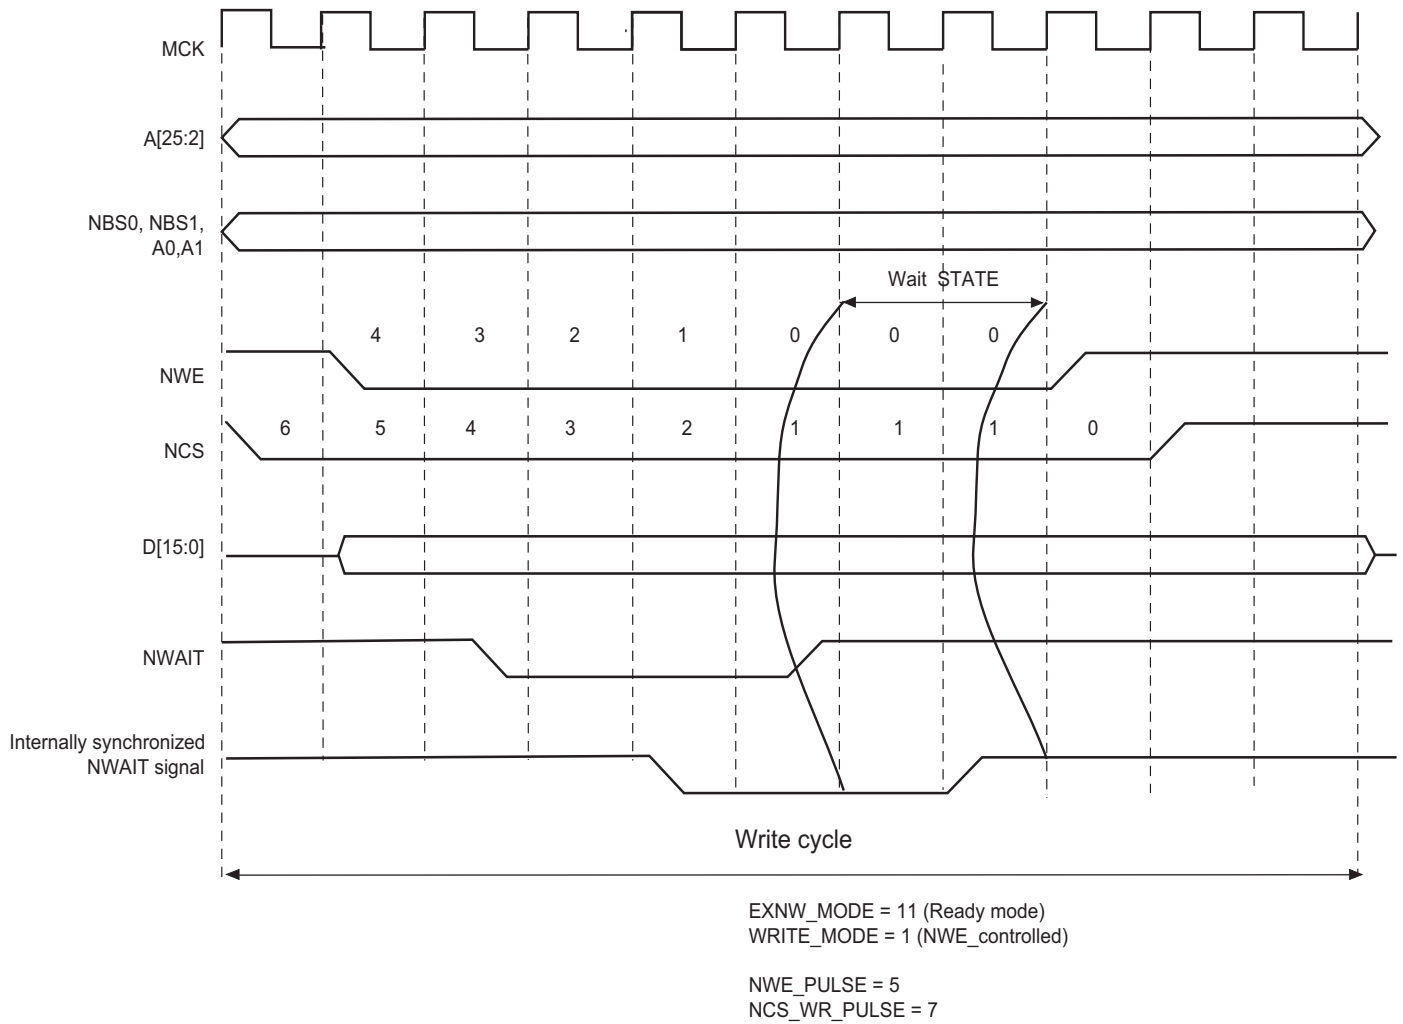 MCK
A[25:2]
NBS0, NBS1,
A0,A1
Wait STATE
4 3 2 1 0 0 0
NWE
6 5 4 3 2 1 1 1 0
NCS
D[15:0]
NWAIT
Internally synchronized
NWAIT signal
Write cycle
EXNW_MODE = 11 (Ready mode)
WRITE_MODE = 1 (NWE_controlled)
NWE_PULSE = 5
NCS_WR_PULSE = 7